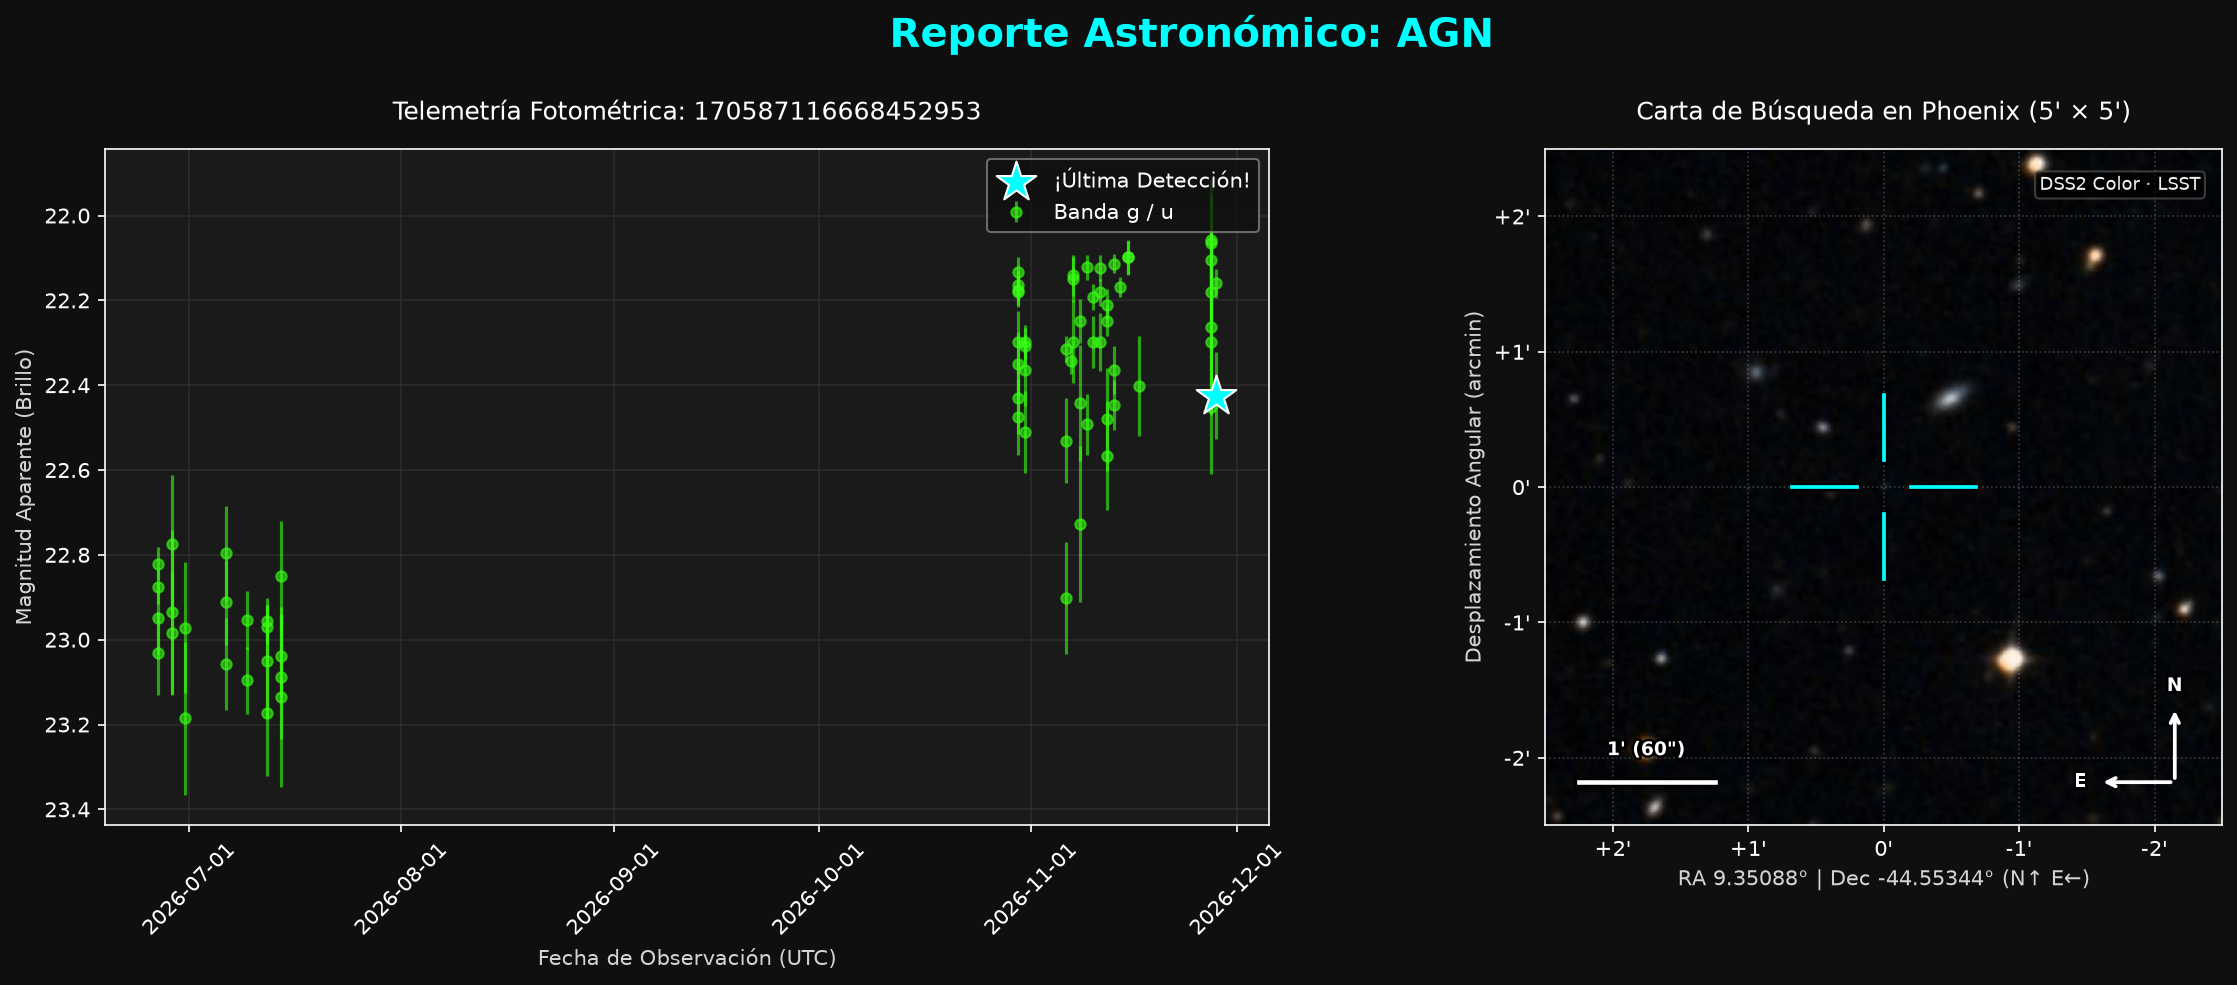 Reporte Astronómico: AGN
Telemetría Fotométrica: 170587116668452953
¡Última Detección!
Banda g / u
Magnitud Aparente (Brillo)
22.0
22.2
22.4
22.6
22.8
23.0
23.2
23.4
2026-07-01
2026-08-01
2026-09-01
2026-10-01
2026-11-01
2026-12-01
Fecha de Observación (UTC)
Carta de Búsqueda en Phoenix (5' × 5')
DSS2 Color · LSST
Desplazamiento Angular (arcmin)
+2'
+1'
0'
-1'
-2'
N
E
1' (60")
+2'
+1'
0'
-1'
-2'
RA 9.35088° | Dec -44.55344° (N↑ E←)